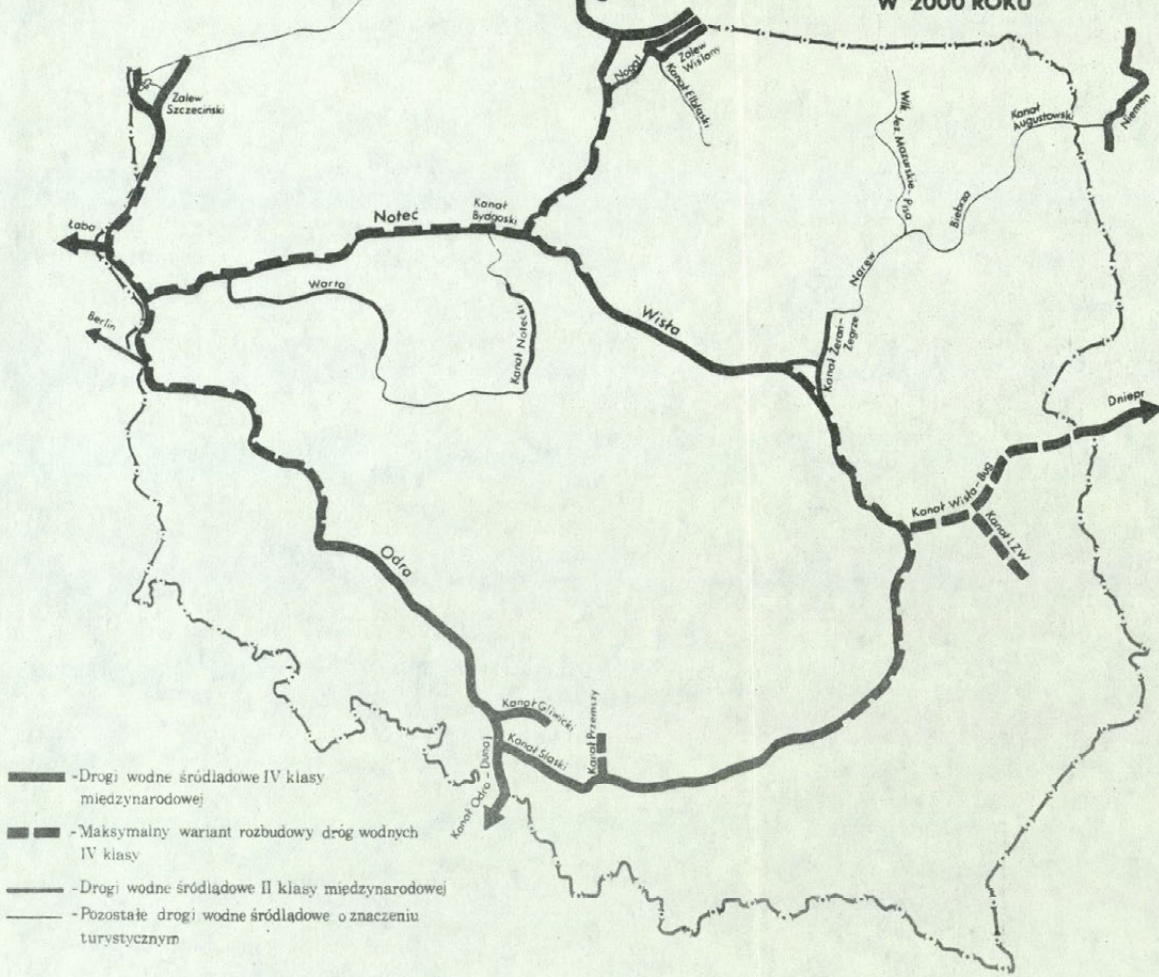 W 2000 ROKU
Zalew
Wiślany
Nogat
Kanał Elbląski
Zalew
Szczeciński
Wlk. Jez. Mazurskie-Pisa
Kanał
Augustowski
Niemen
Łaba
Noteć
Kanał
Bydgoski
Biebrza
Narew
Warta
Berlin
Wisła
Kanał Notecki
Kanał Żerań-
Zegrze
Dniepr
Kanał Wisła-Bug
Kanał LZW
Odra
Kanał Gliwicki
Kanał Przemszy
Kanał Śląski
Kanał Odra-Dunaj
-Drogi wodne śródlądowe IV klasy
międzynarodowej
-Maksymalny wariant rozbudowy dróg wodnych
IV klasy
-Drogi wodne śródlądowe II klasy międzynarodowej
-Pozostałe drogi wodne śródlądowe o znaczeniu
turystycznym